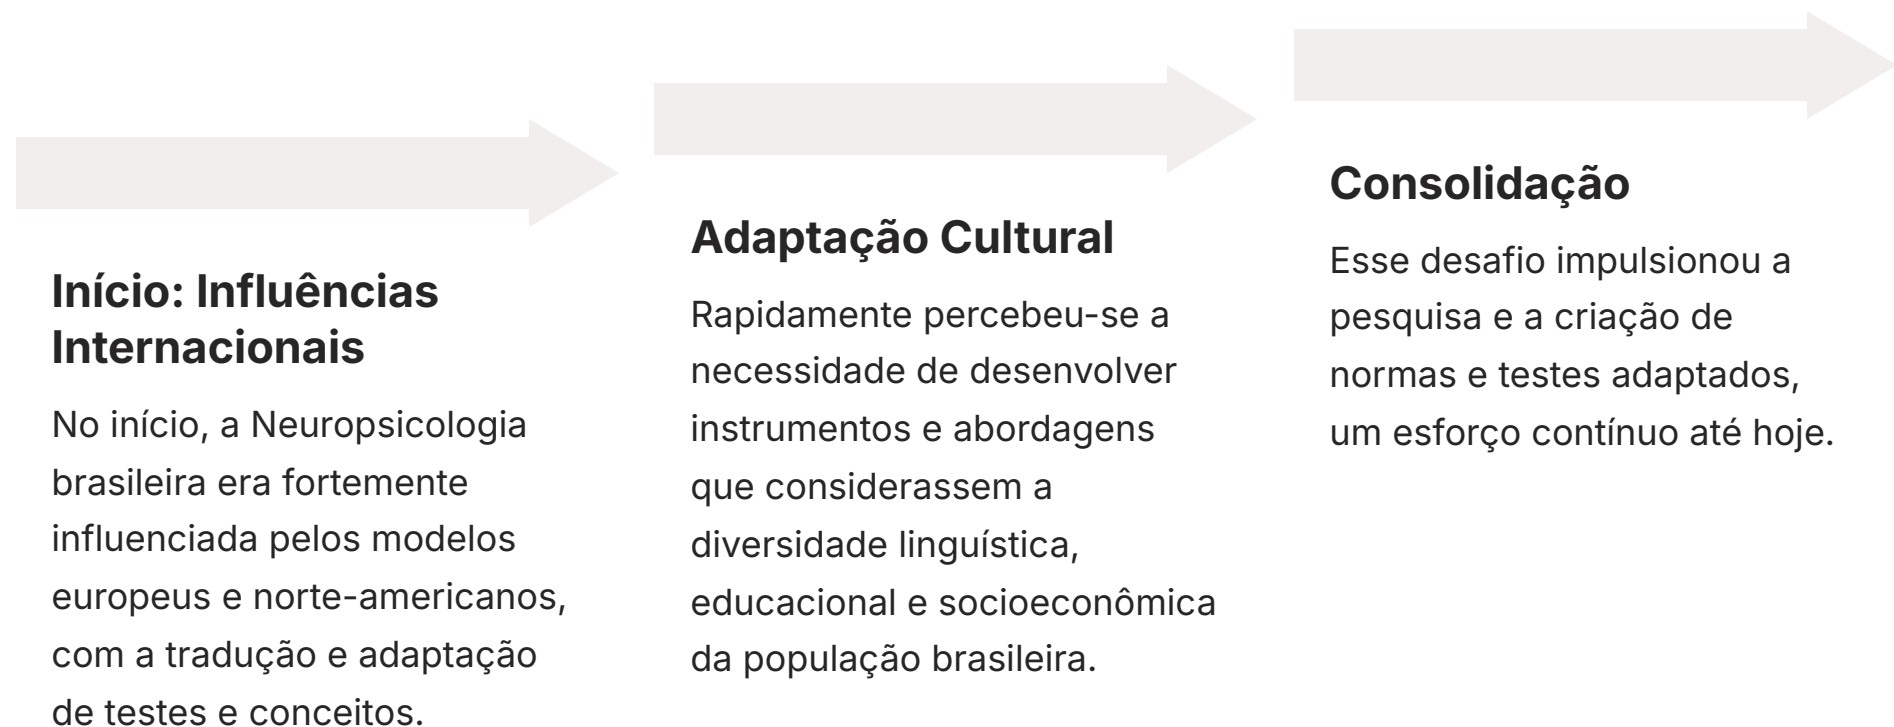 Início: Influências
Internacionais
No início, a Neuropsicologia
brasileira era fortemente
influenciada pelos modelos
europeus e norte-americanos,
com a tradução e adaptação
de testes e conceitos.
Adaptação Cultural
Rapidamente percebeu-se a
necessidade de desenvolver
instrumentos e abordagens
que considerassem a
diversidade linguística,
educacional e socioeconômica
da população brasileira.
Consolidação
Esse desafio impulsionou a
pesquisa e a criação de
normas e testes adaptados,
um esforço contínuo até hoje.